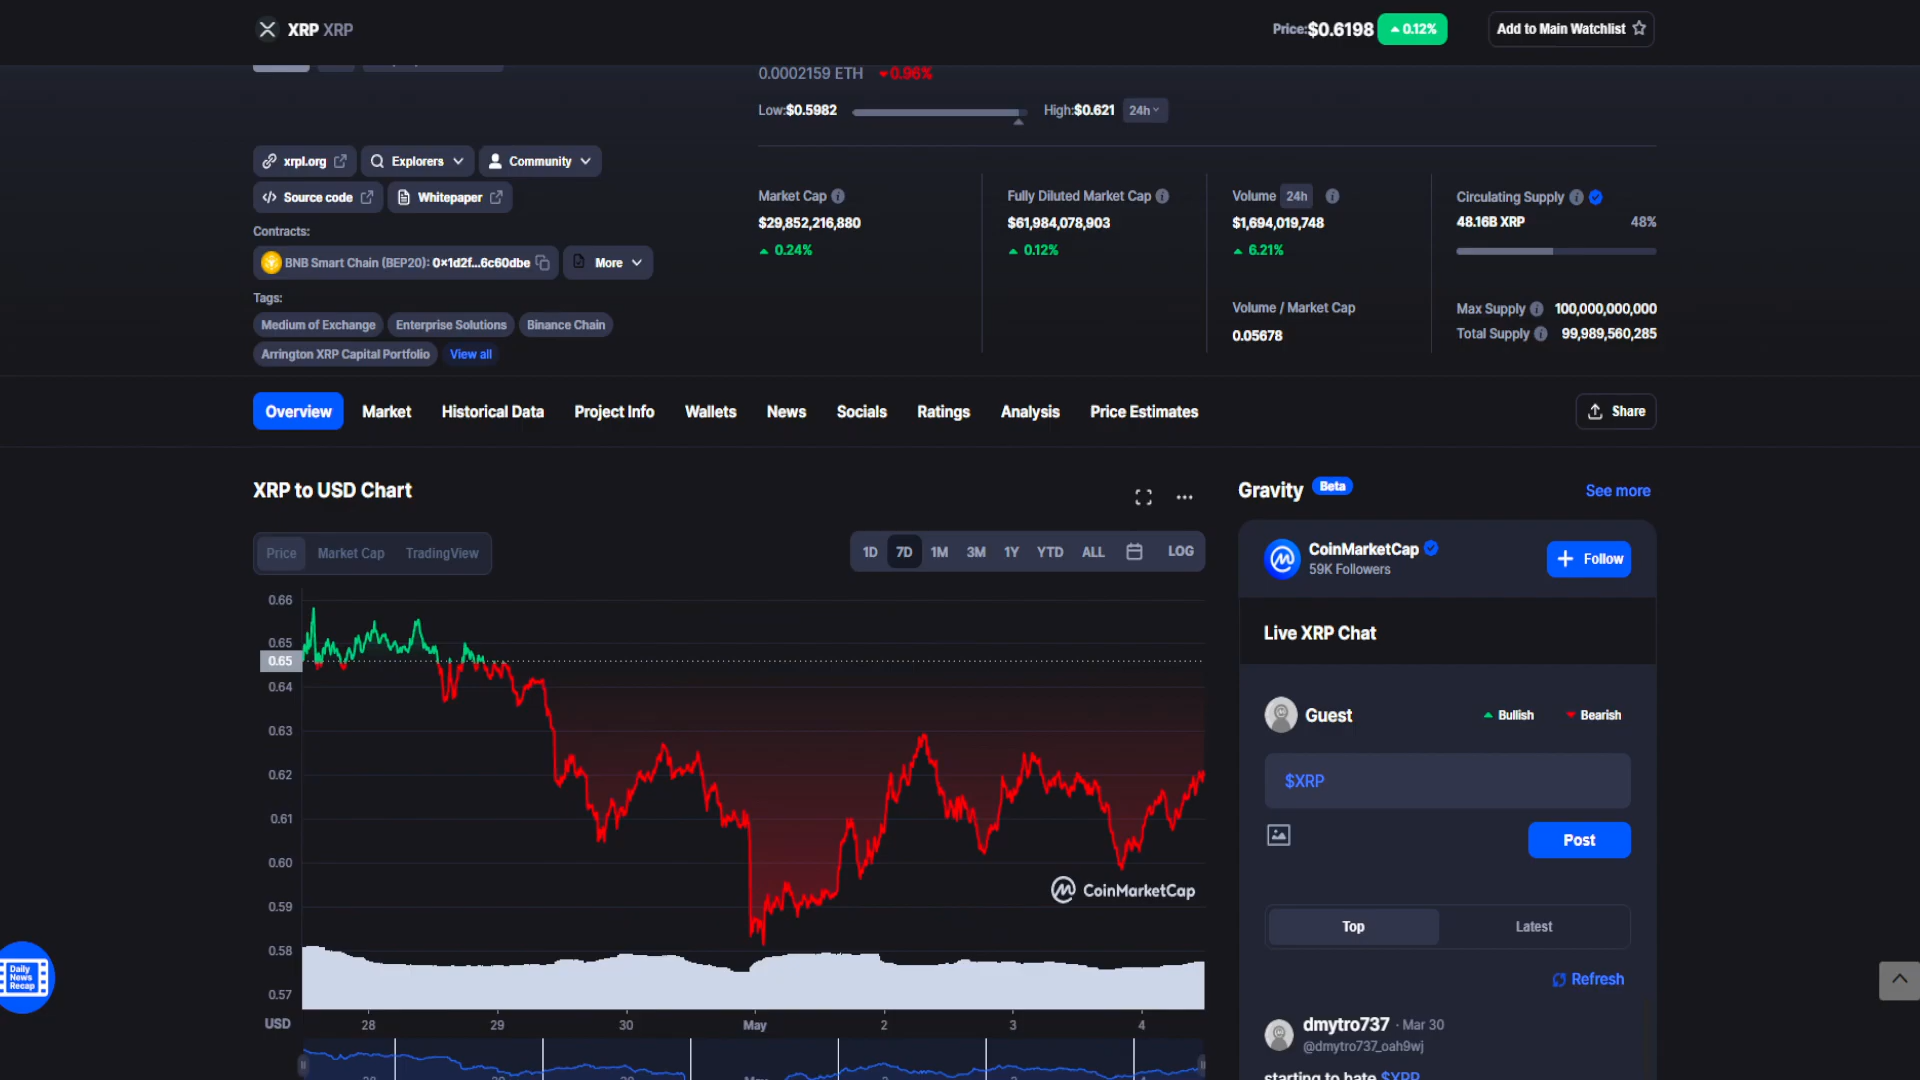 XRP XRP
Price:$0.6198 0.12%
Add to Main Watchlist
0.0002159 ETH 0.96%
Low:$0.5982 High:$0.621 24h
xrpl.org Explorers Community
Source code Whitepaper
Contracts:
BNB Smart Chain (BEP20): 0x1d2f...6c60dbe More
Tags:
Medium of Exchange Enterprise Solutions Binance Chain
Arrington XRP Capital Portfolio View all
Market Cap
$29,852,216,880
0.24%
Fully Diluted Market Cap
$61,984,078,903
0.12%
Volume 24h
$1,694,019,748
6.21%
Volume / Market Cap
0.05678
Circulating Supply
48.16B XRP 48%
Max Supply 100,000,000,000
Total Supply 99,989,560,285
Overview Market Historical Data Project Info Wallets News Socials Ratings Analysis Price Estimates
Share
XRP to USD Chart
Price Market Cap TradingView
1D 7D 1M 3M 1Y YTD ALL LOG
0.66
0.65
0.65
0.64
0.63
0.62
0.61
0.60
0.59
0.58
0.57
USD 28 29 30 May 2 3 4
CoinMarketCap
Gravity Beta See more
CoinMarketCap
59K Followers
Follow
Live XRP Chat
Guest Bullish Bearish
$XRP
Post
Top Latest
Refresh
dmytro737 · Mar 30
@dmytro737_oah9wj
starting to hate $XRP
Daily
News
Recap